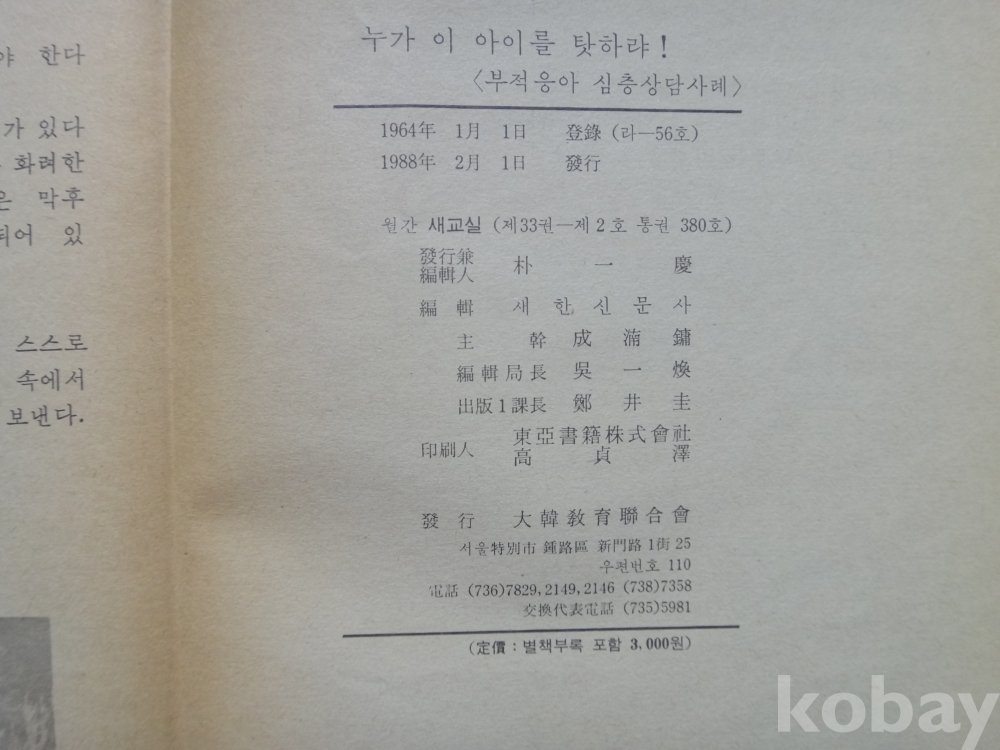 야 한다
가 있다
화려한
은 막후
되어 있
스스로
속에서
보낸다.
누가 이 아이를 탓하랴!
〈부적응아 심층상담사례〉
1964年 1月 1日 登錄 (라—56호)
1988年 2月 1日 發行
월간 새교실 (제33권—제2호 통권 380호)
發行兼
編輯人 朴一慶
編輯 새한신문사
主幹 成湳鏞
編輯局長 吳一煥
出版1課長 鄭井圭
印刷人 東亞書籍株式會社
高貞澤
發行 大韓敎育聯合會
서울特別市 鍾路區 新門路 1街 25
우편번호 110
電話 (736)7829, 2149, 2146 (738)7358
交換代表電話 (735)5981
(定價 : 별책부록 포함 3,000원)
kobay